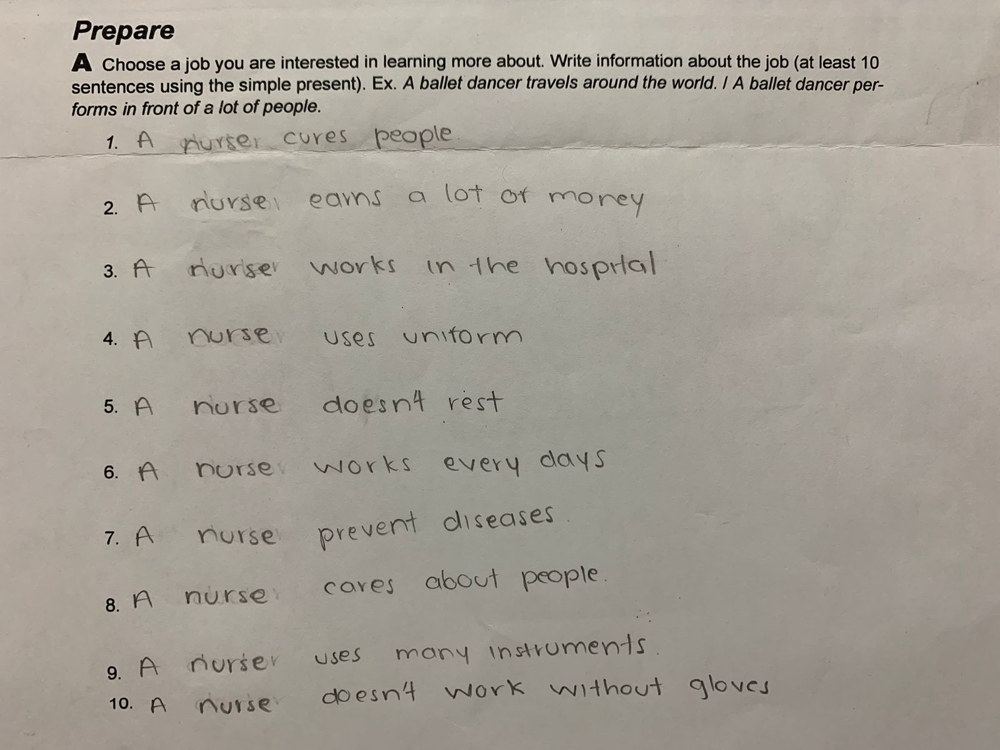 Prepare
A Choose a job you are interested in learning more about. Write information about the job (at least 10
sentences using the simple present). Ex. A ballet dancer travels around the world. / A ballet dancer per-
forms in front of a lot of people.
1. A nurser cures people.
2. A nurse earns a lot of money
3. A nurser works in the hospital
4. A nurse uses uniform
5. A nurse doesn't rest
6. A nurse works every days
7. A nurse prevent diseases.
8. A nurse cares about people.
9. A nurser uses many instruments.
10. A nurse doesn't work without gloves